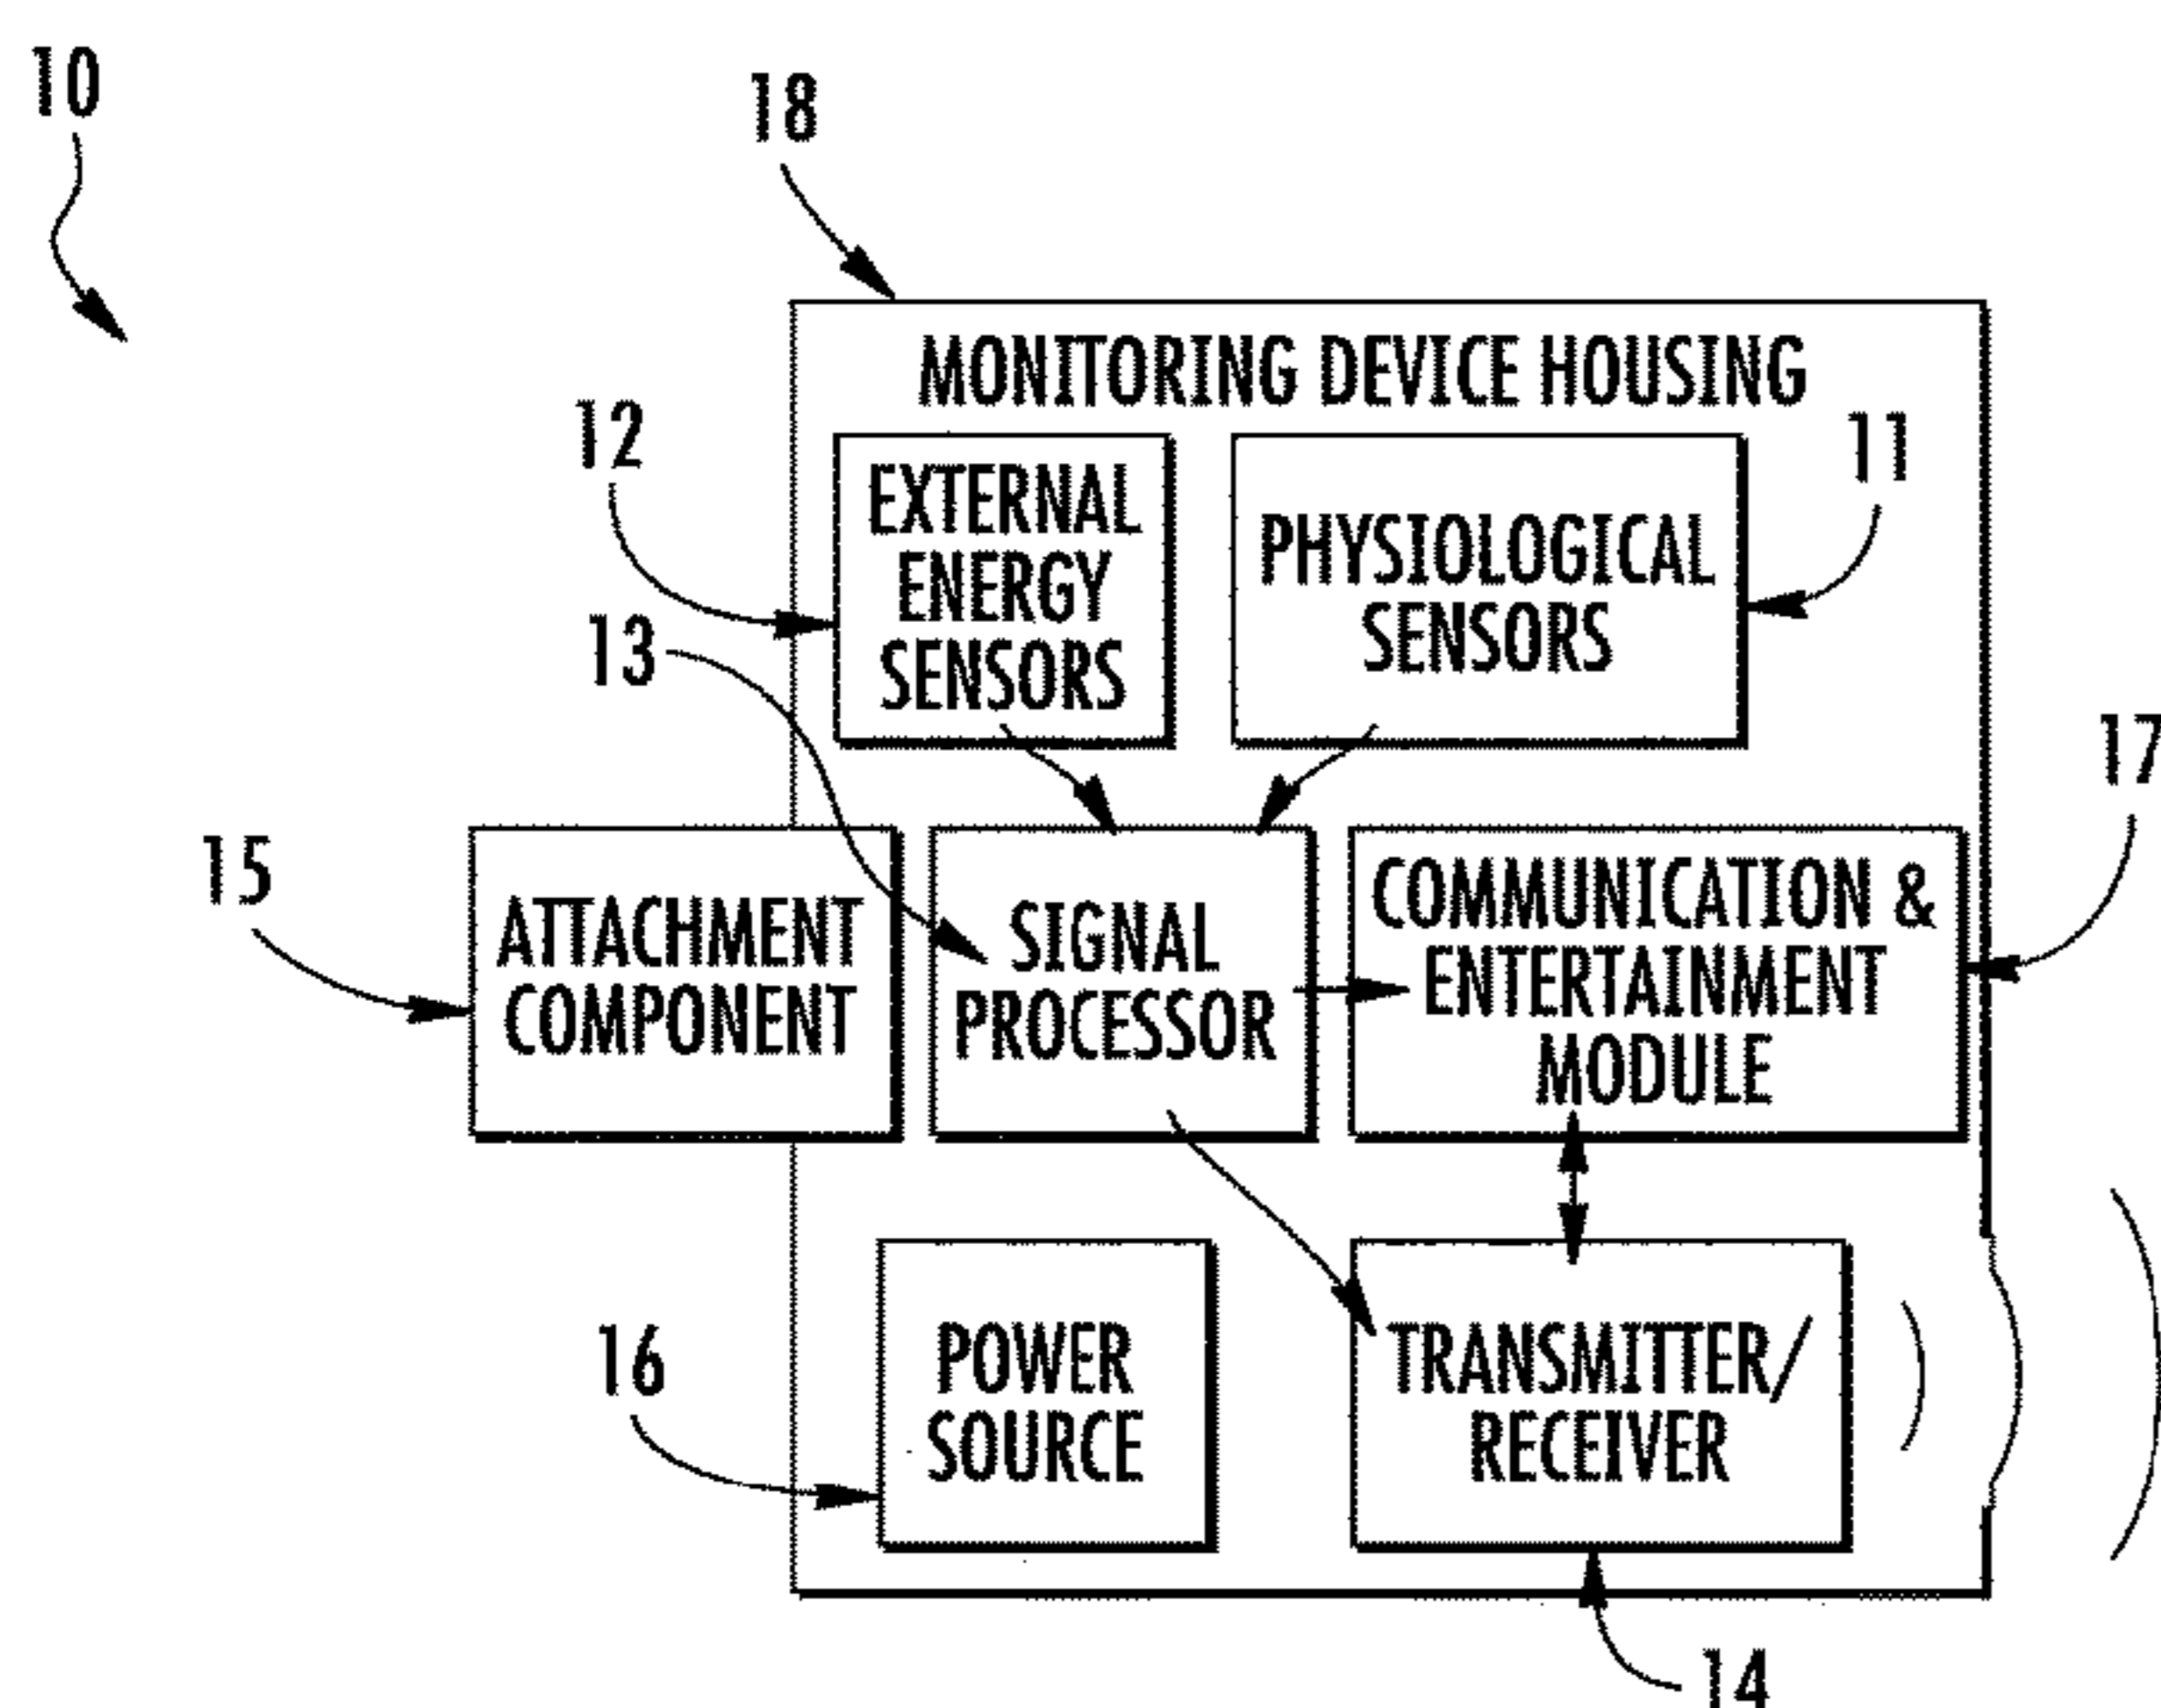 10
18
MONITORING DEVICE HOUSING
12
EXTERNAL
ENERGY
SENSORS
PHYSIOLOGICAL
SENSORS
11
13
17
15
ATTACHMENT
COMPONENT
SIGNAL
PROCESSOR
COMMUNICATION &
ENTERTAINMENT
MODULE
16
POWER
SOURCE
TRANSMITTER/
RECEIVER
14